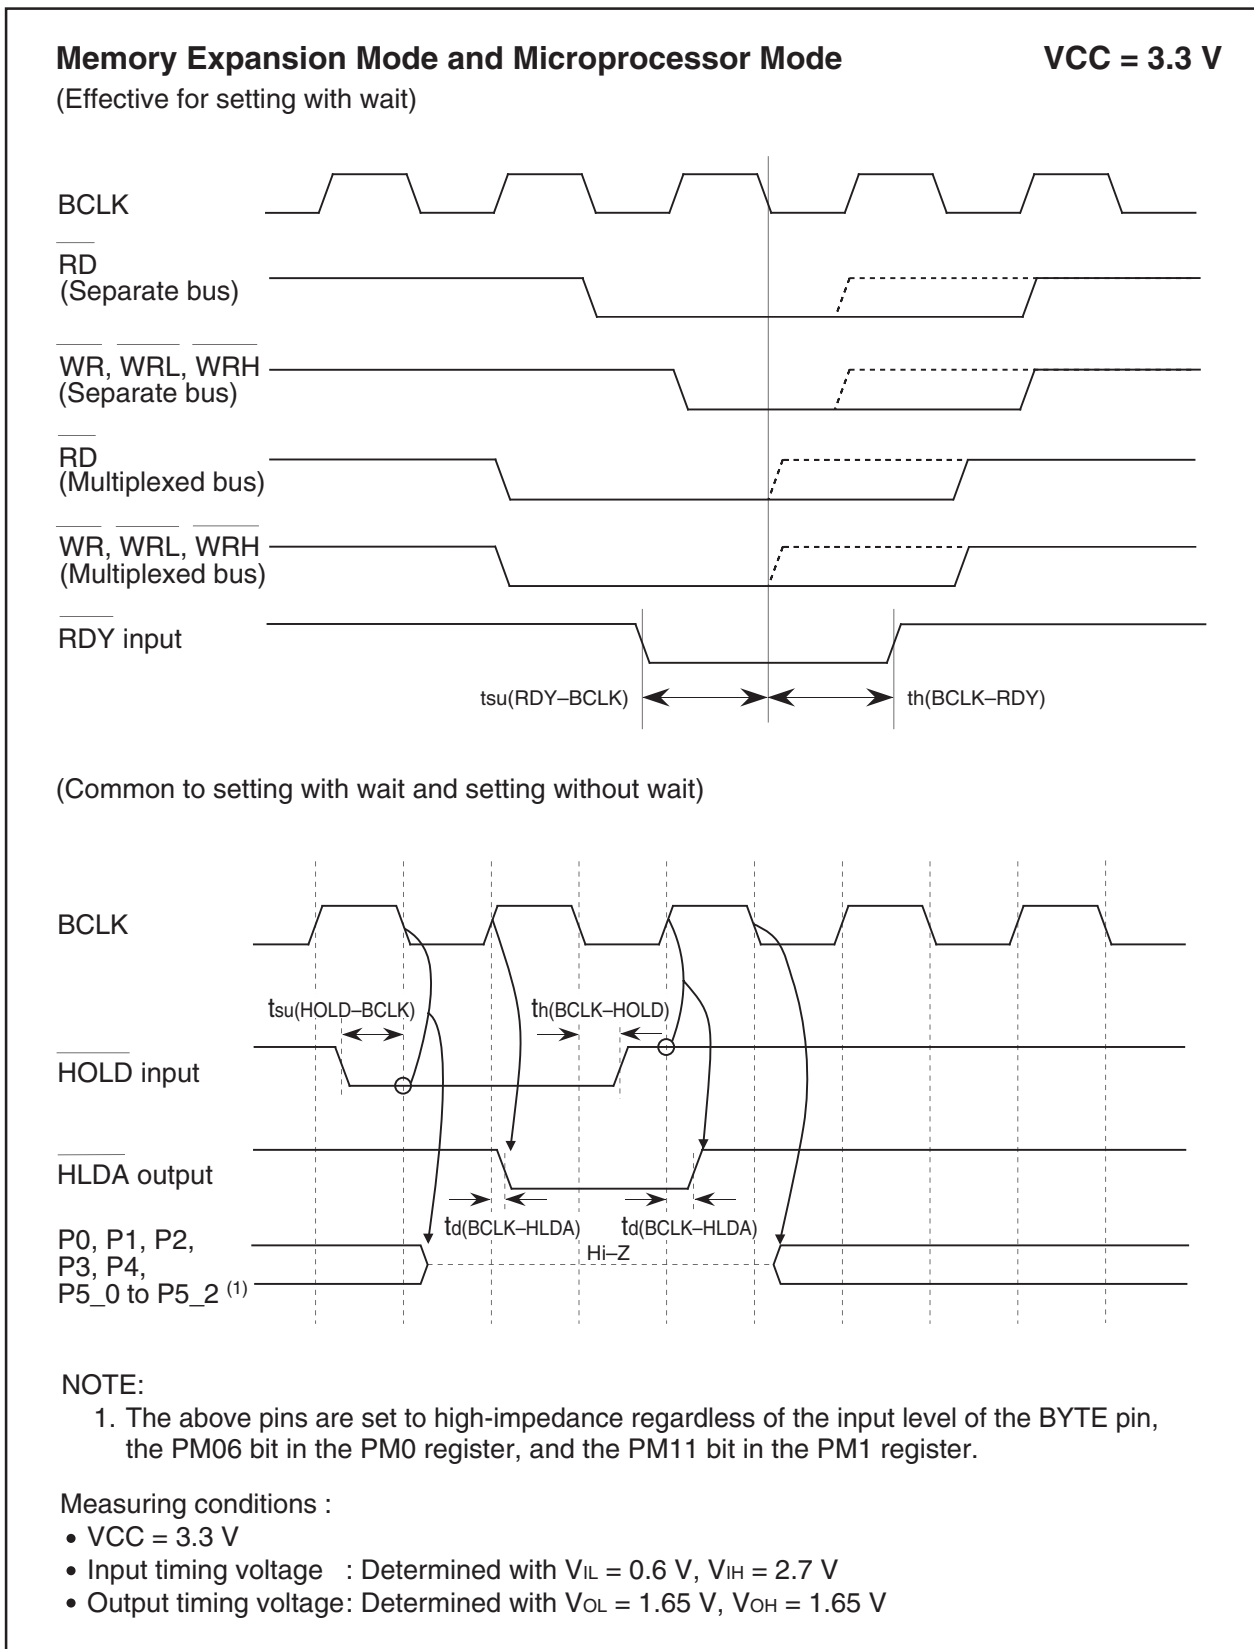 Memory Expansion Mode and Microprocessor Mode VCC = 3.3 V
(Effective for setting with wait)
BCLK
RD
(Separate bus)
WR, WRL, WRH
(Separate bus)
RD
(Multiplexed bus)
WR, WRL, WRH
(Multiplexed bus)
RDY input
tsu(RDY–BCLK) th(BCLK–RDY)
(Common to setting with wait and setting without wait)
BCLK
tsu(HOLD–BCLK) th(BCLK–HOLD)
HOLD input
HLDA output
td(BCLK–HLDA) td(BCLK–HLDA)
P0, P1, P2,
Hi–Z
P3, P4,
P5_0 to P5_2 (1)
NOTE:
1. The above pins are set to high-impedance regardless of the input level of the BYTE pin,
the PM06 bit in the PM0 register, and the PM11 bit in the PM1 register.
Measuring conditions :
• VCC = 3.3 V
• Input timing voltage : Determined with VIL = 0.6 V, VIH = 2.7 V
• Output timing voltage: Determined with VOL = 1.65 V, VOH = 1.65 V